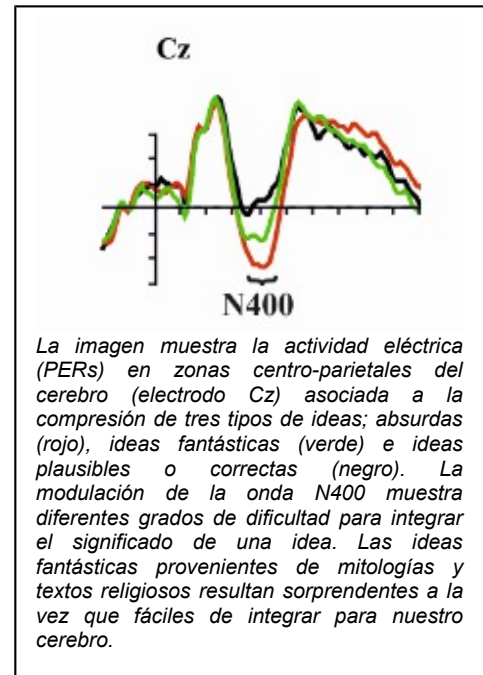 Cz
N400
La imagen muestra la actividad eléctrica
(PERs) en zonas centro-parietales del
cerebro (electrodo Cz) asociada a la
compresión de tres tipos de ideas; absurdas
(rojo), ideas fantásticas (verde) e ideas
plausibles o correctas (negro). La
modulación de la onda N400 muestra
diferentes grados de dificultad para integrar
el significado de una idea. Las ideas
fantásticas provenientes de mitologías y
textos religiosos resultan sorprendentes a la
vez que fáciles de integrar para nuestro
cerebro.